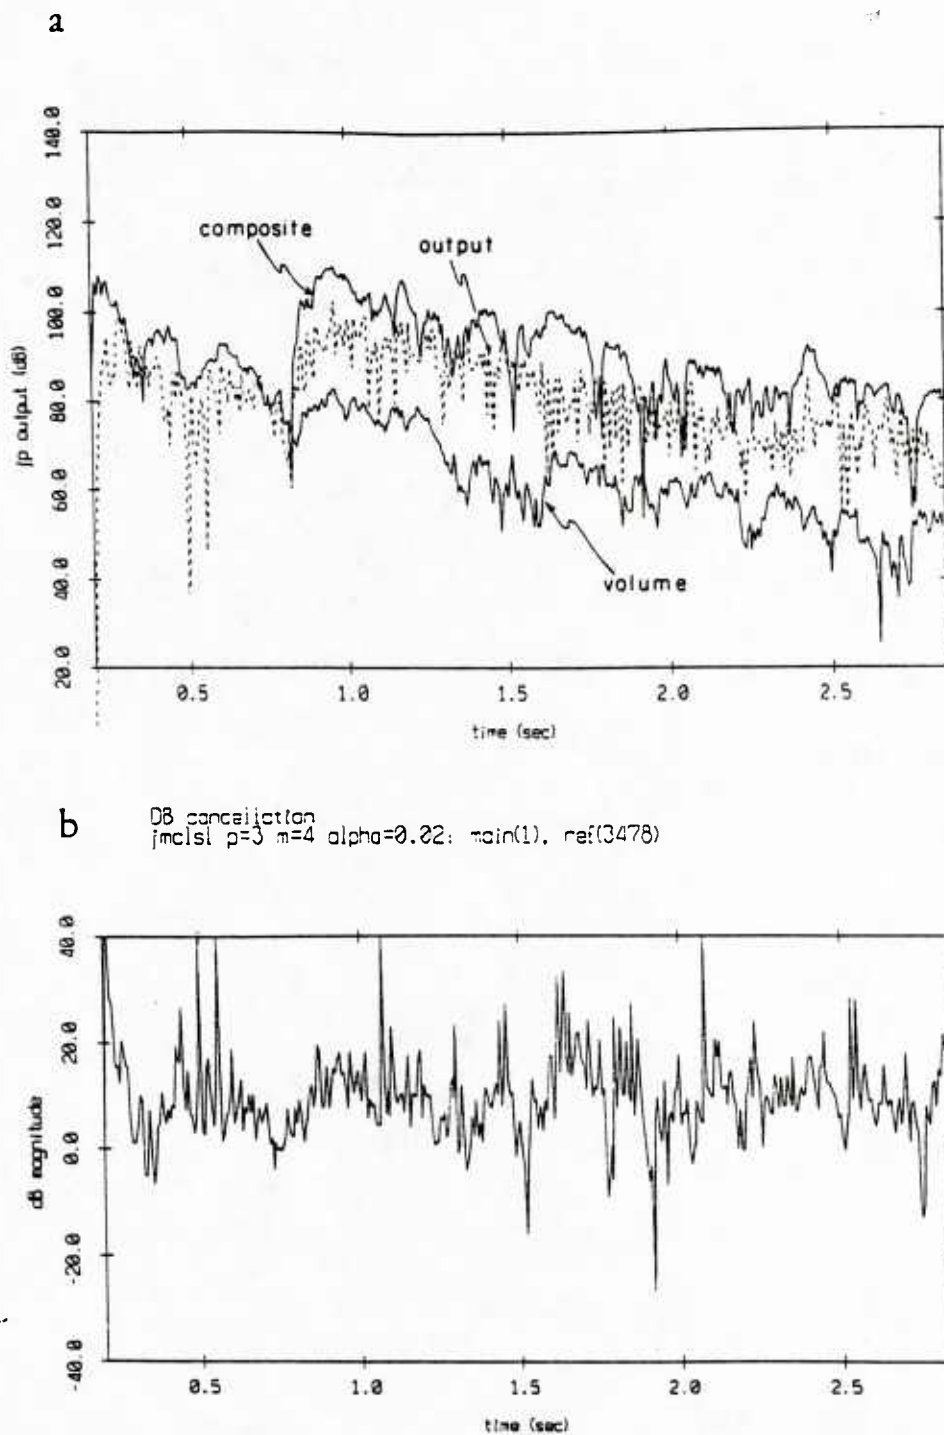 a
140.0
120.0
100.0
80.0
60.0
40.0
20.0
jp output (dB)
composite
output
volume
0.5
1.0
1.5
2.0
2.5
time (sec)
b
DB cancellation
jmclsl p=3 m=4 alpha=0.02; main(1), ref(3478)
40.0
20.0
0.0
-20.0
-40.0
dB magnitude
0.5
1.0
1.5
2.0
2.5
time (sec)